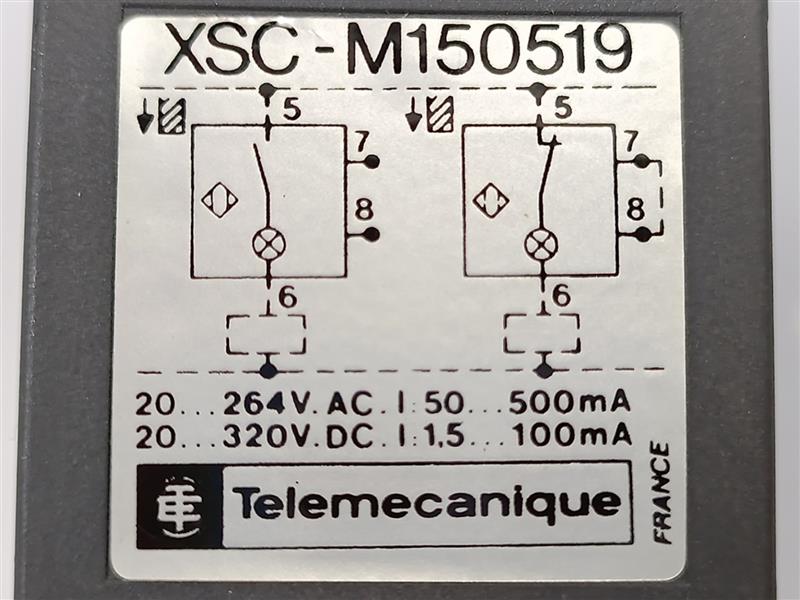 XSC-M150519
5 5
7 7
8 8
6 6
20...264V.AC.I:50...500mA
20...320V.DC.I:1,5...100mA
Telemecanique
FRANCE